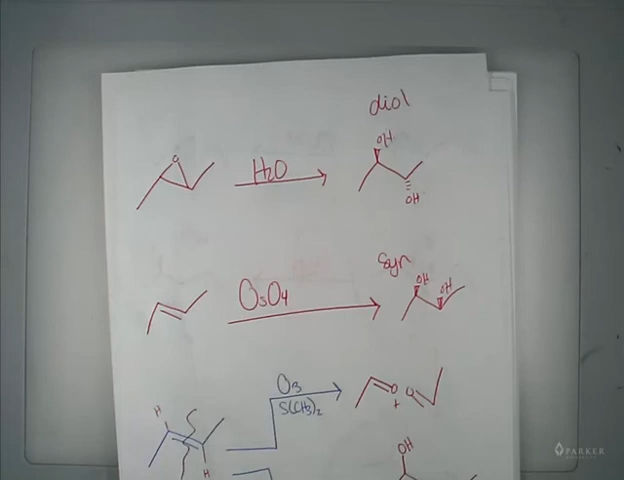 diol
OH
O
H2O
OH
Syn
OH
OH
OsO4
O3
S(CH3)2
O
O
+
H
H
OH
PARKER